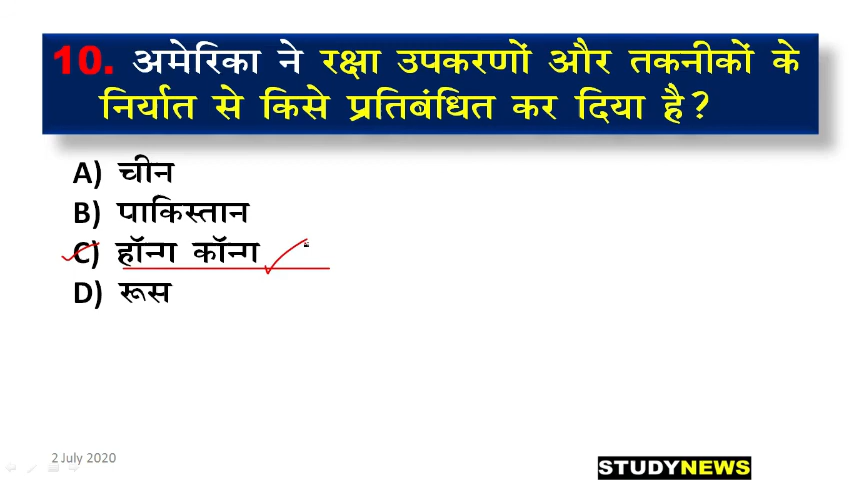 10. अमेरिका ने रक्षा उपकरणों और तकनीकों के
निर्यात से किसे प्रतिबंधित कर दिया है?
A) चीन
B) पाकिस्तान
C) हॉन्ग कॉन्ग
D) रूस
2 July 2020
STUDYNEWS